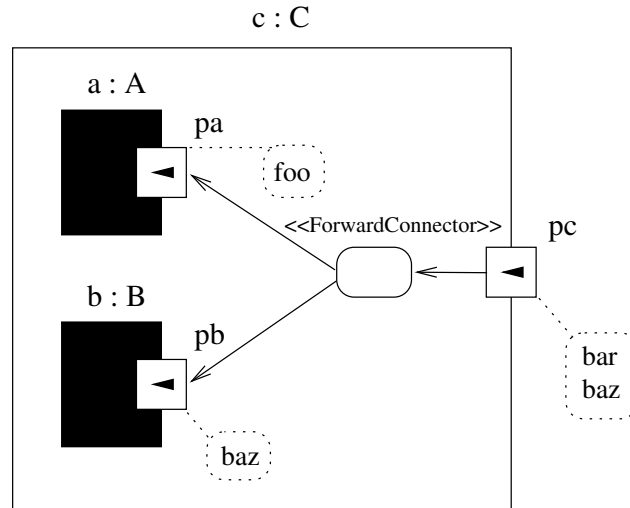 c : C
a : A
pa
foo
<<ForwardConnector>>
pc
b : B
pb
bar
baz
baz